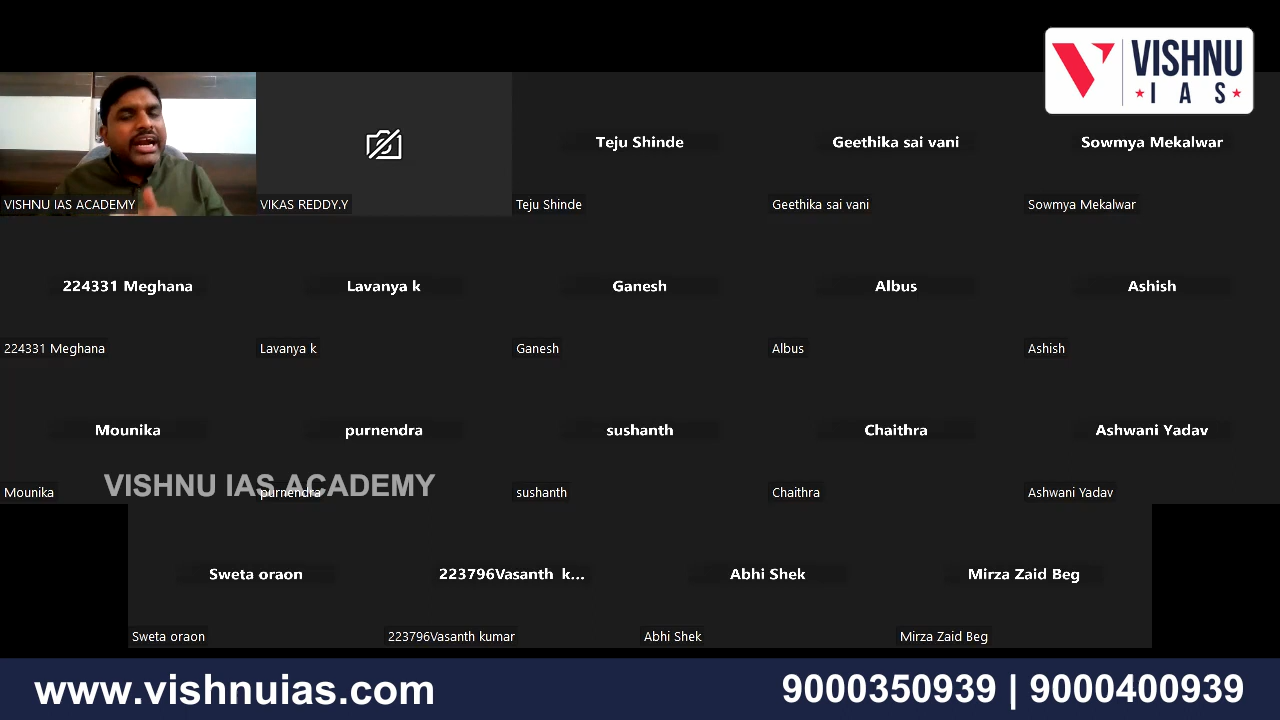 VISHNU
IAS
VISHNU IAS ACADEMY
VIKAS REDDY.Y
Teju Shinde
Teju Shinde
Geethika sai vani
Geethika sai vani
Sowmya Mekalwar
Sowmya Mekalwar
224331 Meghana
224331 Meghana
Lavanya k
Lavanya k
Ganesh
Ganesh
Albus
Albus
Ashish
Ashish
Mounika
Mounika
purnendra
purnendra
sushanth
sushanth
Chaithra
Chaithra
Ashwani Yadav
Ashwani Yadav
VISHNU IAS ACADEMY
Sweta oraon
Sweta oraon
223796Vasanth k...
223796Vasanth kumar
Abhi Shek
Abhi Shek
Mirza Zaid Beg
Mirza Zaid Beg
www.vishnuias.com
9000350939 | 9000400939